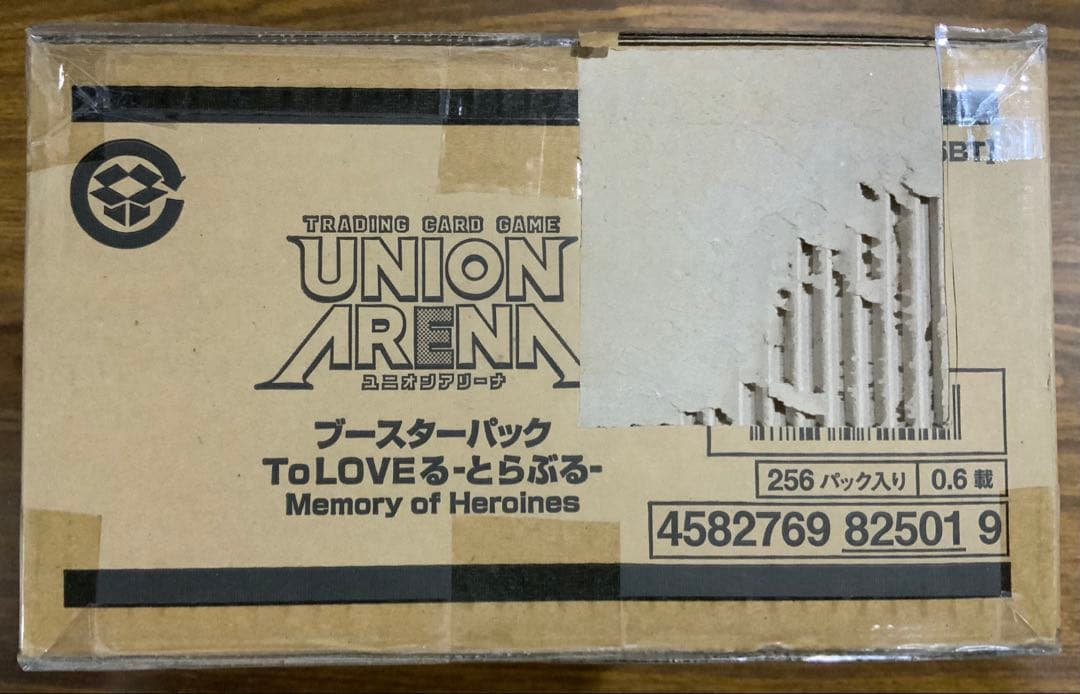 BT]
TRADING CARD GAME
UNION
ARENA
ユニオンアリーナ
ブースターパック
To LOVEる-とらぶる-
Memory of Heroines
256 パック入り 0.6 載
4582769 82501 9